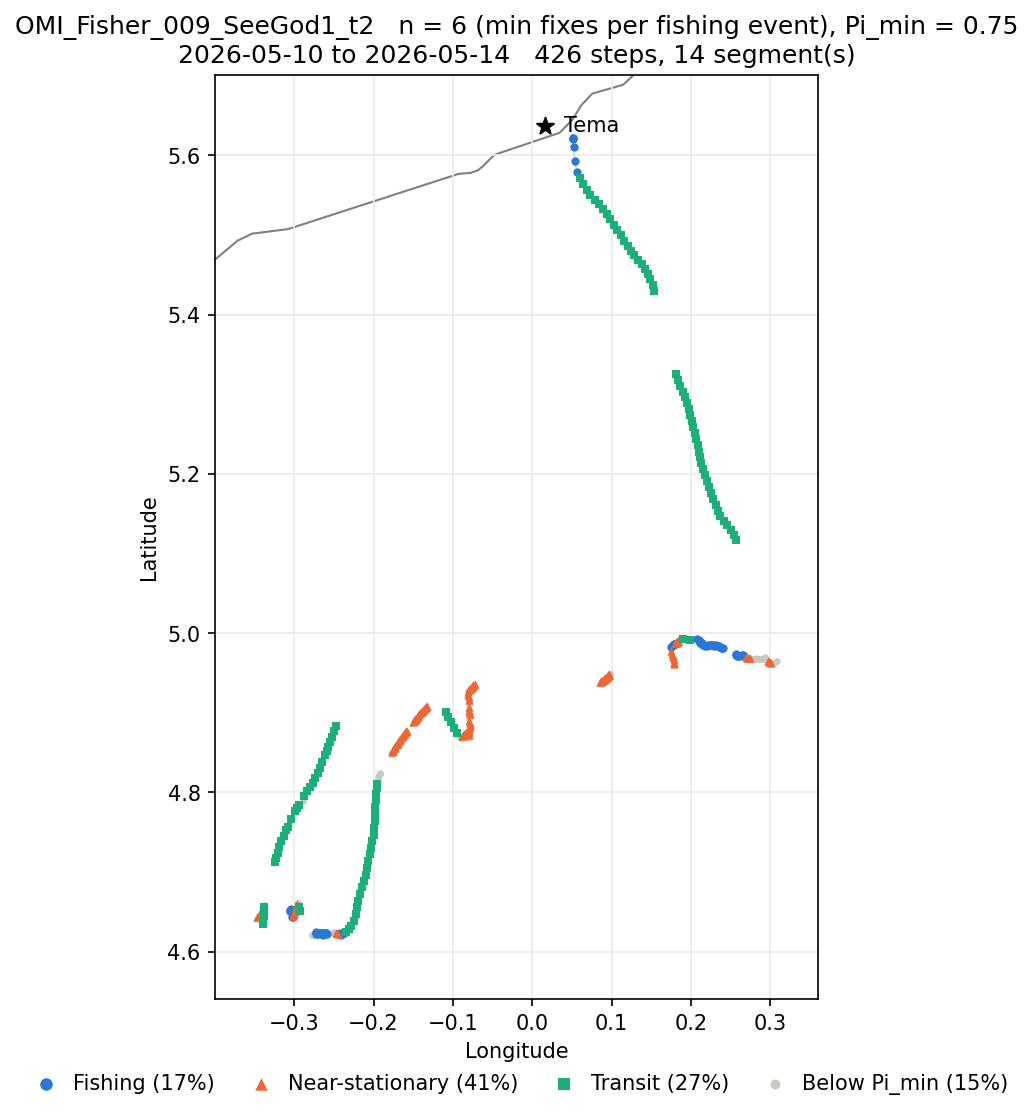 OMI_Fisher_009_SeeGod1_t2   n = 6 (min fixes per fishing event), Pi_min = 0.75
2026-05-10 to 2026-05-14   426 steps, 14 segment(s)
Tema
5.6
5.4
5.2
5.0
4.8
4.6
Latitude
−0.3
−0.2
−0.1
0.0
0.1
0.2
0.3
Longitude
Fishing (17%)
Near-stationary (41%)
Transit (27%)
Below Pi_min (15%)